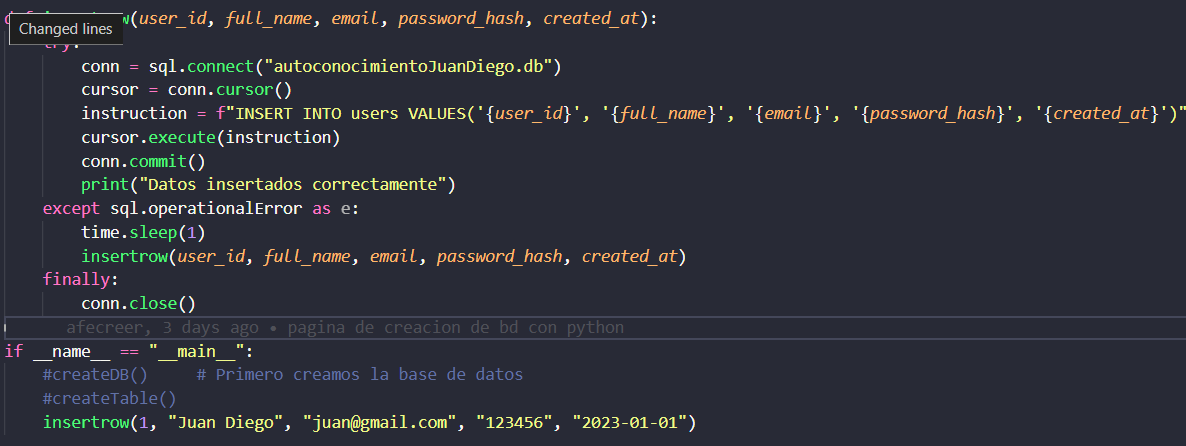 (user_id, full_name, email, password_hash, created_at):
Changed lines
try:
conn = sql.connect("autoconocimientoJuanDiego.db")
cursor = conn.cursor()
instruction = f"INSERT INTO users VALUES('{user_id}', '{full_name}', '{email}', '{password_hash}', '{created_at}')"
cursor.execute(instruction)
conn.commit()
print("Datos insertados correctamente")
except sql.operationalError as e:
time.sleep(1)
insertrow(user_id, full_name, email, password_hash, created_at)
finally:
conn.close()
afecreer, 3 days ago • pagina de creacion de bd con python
if __name__ == "__main__":
#createDB() # Primero creamos la base de datos
#createTable()
insertrow(1, "Juan Diego", "juan@gmail.com", "123456", "2023-01-01")